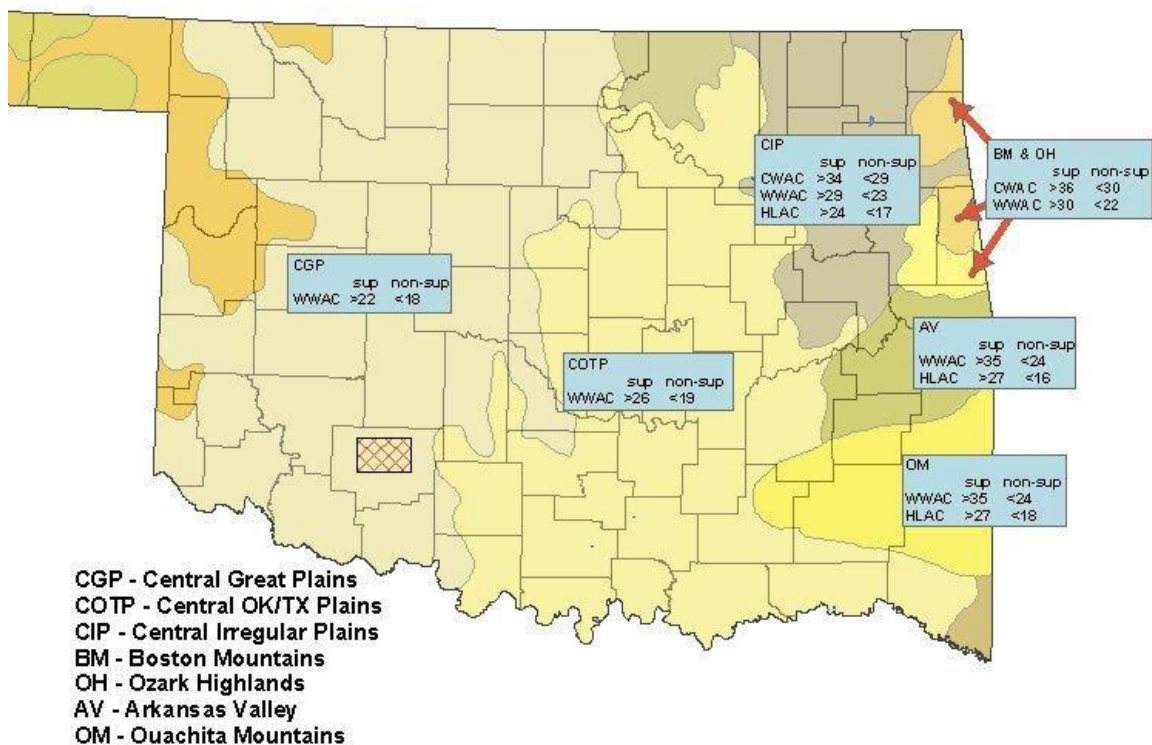 CIP
sup non-sup
CWAC >34 <29
WWAC >29 <23
HLAC >24 <17
BM & OH
sup non-sup
CWAC >36 <30
WWAC >30 <22
CGP
sup non-sup
WWAC >22 <18
AV
sup non-sup
WWAC >35 <24
HLAC >27 <16
COTP
sup non-sup
WWAC >26 <19
OM
sup non-sup
WWAC >35 <24
HLAC >27 <18
CGP - Central Great Plains
COTP - Central OK/TX Plains
CIP - Central Irregular Plains
BM - Boston Mountains
OH - Ozark Highlands
AV - Arkansas Valley
OM - Ouachita Mountains